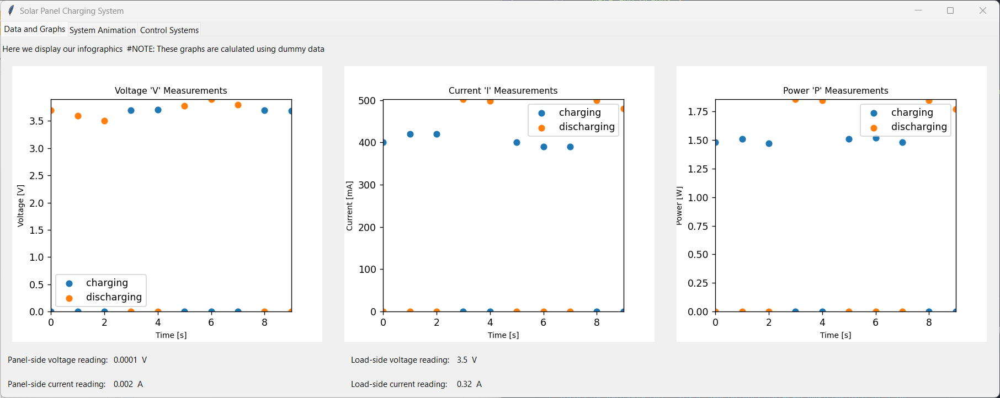 Solar Panel Charging System
Data and Graphs
System Animation
Control Systems
Here we display our infographics #NOTE: These graphs are calulated using dummy data
Voltage 'V' Measurements
Voltage [V]
3.5
3.0
2.5
2.0
1.5
1.0
0.5
0.0
charging
discharging
0 2 4 6 8
Time [s]
Current 'I' Measurements
Current [mA]
500
400
300
200
100
0
charging
discharging
0 2 4 6 8
Time [s]
Power 'P' Measurements
Power [W]
1.75
1.50
1.25
1.00
0.75
0.50
0.25
0.00
charging
discharging
0 2 4 6 8
Time [s]
Panel-side voltage reading: 0.0001 V
Load-side voltage reading: 3.5 V
Panel-side current reading: 0.002 A
Load-side current reading: 0.32 A